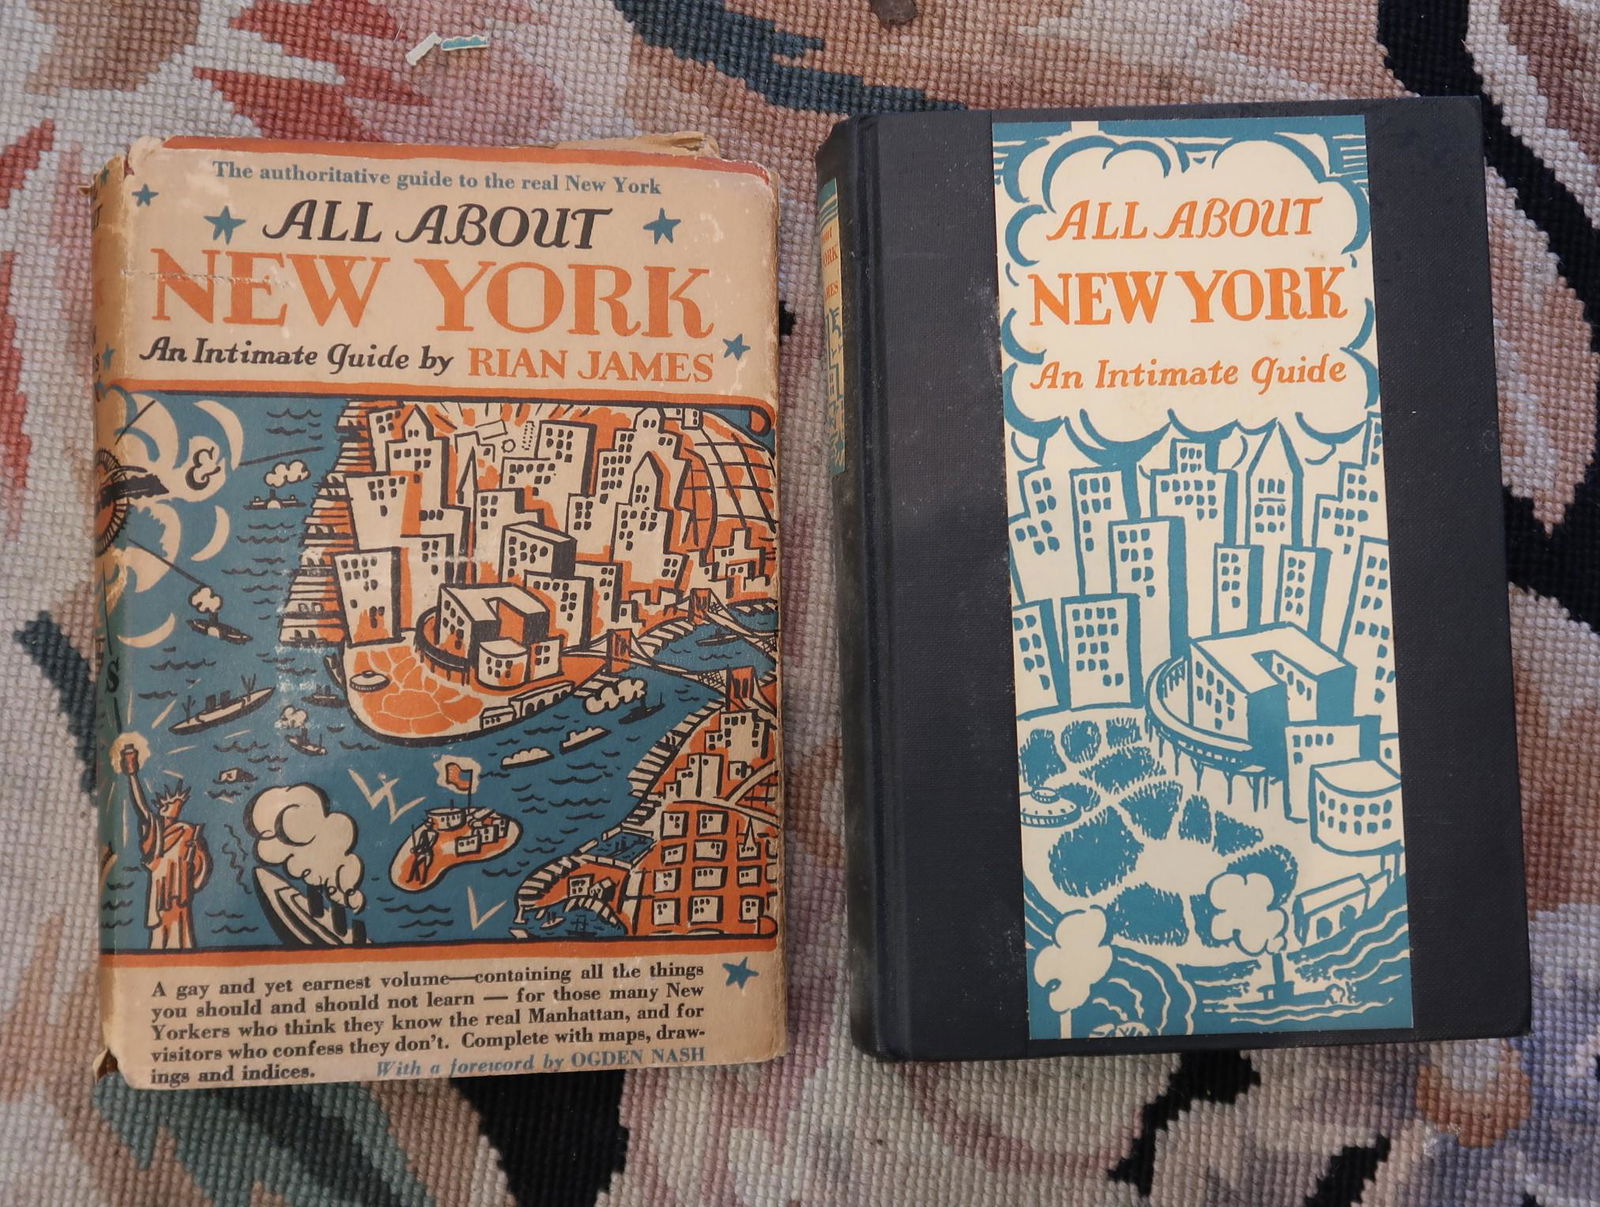 The authoritative guide to the real New York
ALL ABOUT
NEW YORK
An Intimate Guide by RIAN JAMES
&
A gay and yet earnest volume—containing all the things
you should and should not learn — for those many New
Yorkers who think they know the real Manhattan, and for
visitors who confess they don't. Complete with maps, draw-
ings and indices. With a foreword by OGDEN NASH
ALL ABOUT
NEW YORK
An Intimate Guide